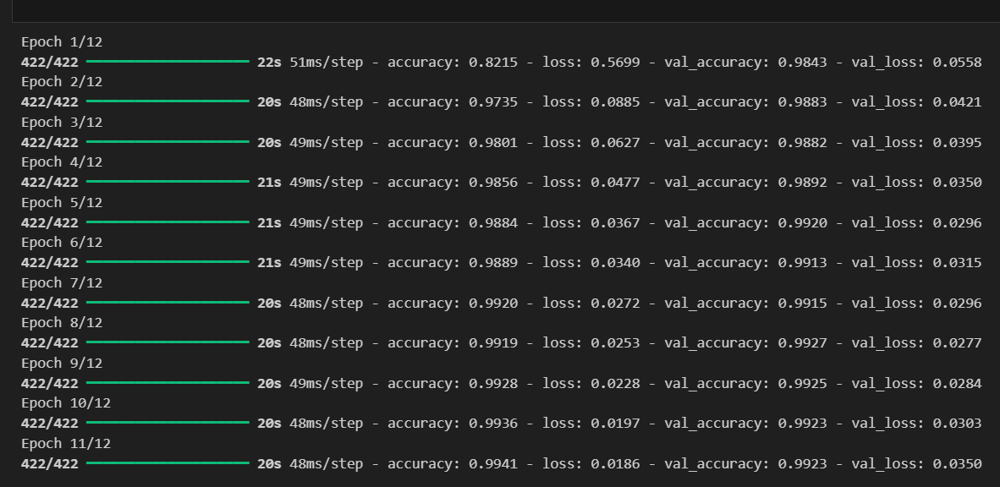 Epoch 1/12
422/422 ━━━━━━━━━━━━━━━━━━━━ 22s 51ms/step - accuracy: 0.8215 - loss: 0.5699 - val_accuracy: 0.9843 - val_loss: 0.0558
Epoch 2/12
422/422 ━━━━━━━━━━━━━━━━━━━━ 20s 48ms/step - accuracy: 0.9735 - loss: 0.0885 - val_accuracy: 0.9883 - val_loss: 0.0421
Epoch 3/12
422/422 ━━━━━━━━━━━━━━━━━━━━ 20s 49ms/step - accuracy: 0.9801 - loss: 0.0627 - val_accuracy: 0.9882 - val_loss: 0.0395
Epoch 4/12
422/422 ━━━━━━━━━━━━━━━━━━━━ 21s 49ms/step - accuracy: 0.9856 - loss: 0.0477 - val_accuracy: 0.9892 - val_loss: 0.0350
Epoch 5/12
422/422 ━━━━━━━━━━━━━━━━━━━━ 21s 49ms/step - accuracy: 0.9884 - loss: 0.0367 - val_accuracy: 0.9920 - val_loss: 0.0296
Epoch 6/12
422/422 ━━━━━━━━━━━━━━━━━━━━ 21s 49ms/step - accuracy: 0.9889 - loss: 0.0340 - val_accuracy: 0.9913 - val_loss: 0.0315
Epoch 7/12
422/422 ━━━━━━━━━━━━━━━━━━━━ 20s 48ms/step - accuracy: 0.9920 - loss: 0.0272 - val_accuracy: 0.9915 - val_loss: 0.0296
Epoch 8/12
422/422 ━━━━━━━━━━━━━━━━━━━━ 20s 48ms/step - accuracy: 0.9919 - loss: 0.0253 - val_accuracy: 0.9927 - val_loss: 0.0277
Epoch 9/12
422/422 ━━━━━━━━━━━━━━━━━━━━ 20s 49ms/step - accuracy: 0.9928 - loss: 0.0228 - val_accuracy: 0.9925 - val_loss: 0.0284
Epoch 10/12
422/422 ━━━━━━━━━━━━━━━━━━━━ 20s 48ms/step - accuracy: 0.9936 - loss: 0.0197 - val_accuracy: 0.9923 - val_loss: 0.0303
Epoch 11/12
422/422 ━━━━━━━━━━━━━━━━━━━━ 20s 48ms/step - accuracy: 0.9941 - loss: 0.0186 - val_accuracy: 0.9923 - val_loss: 0.0350